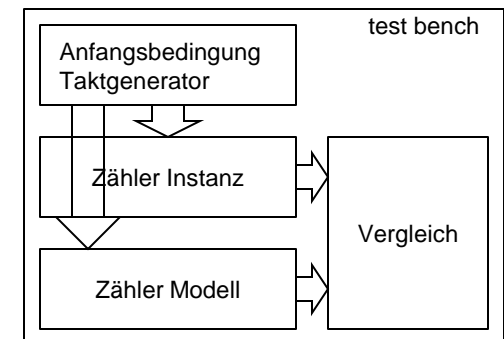 test bench
Anfangsbedingung
Taktgenerator
Zähler Instanz
Vergleich
Zähler Modell